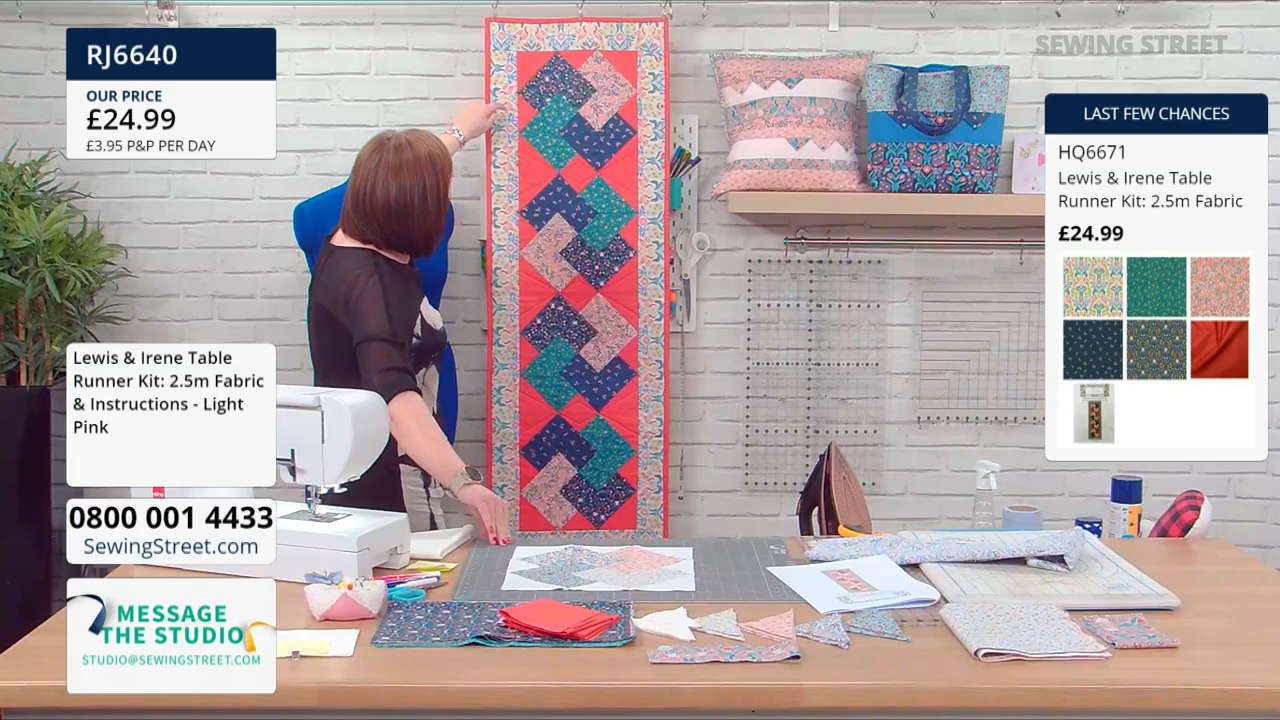 RJ6640
OUR PRICE
£24.99
£3.95 P&P PER DAY
Lewis & Irene Table
Runner Kit: 2.5m Fabric
& Instructions - Light
Pink
0800 001 4433
SewingStreet.com
MESSAGE
THE STUDIO
STUDIO@SEWINGSTREET.COM
SEWING STREET
LAST FEW CHANCES
HQ6671
Lewis & Irene Table
Runner Kit: 2.5m Fabric
£24.99